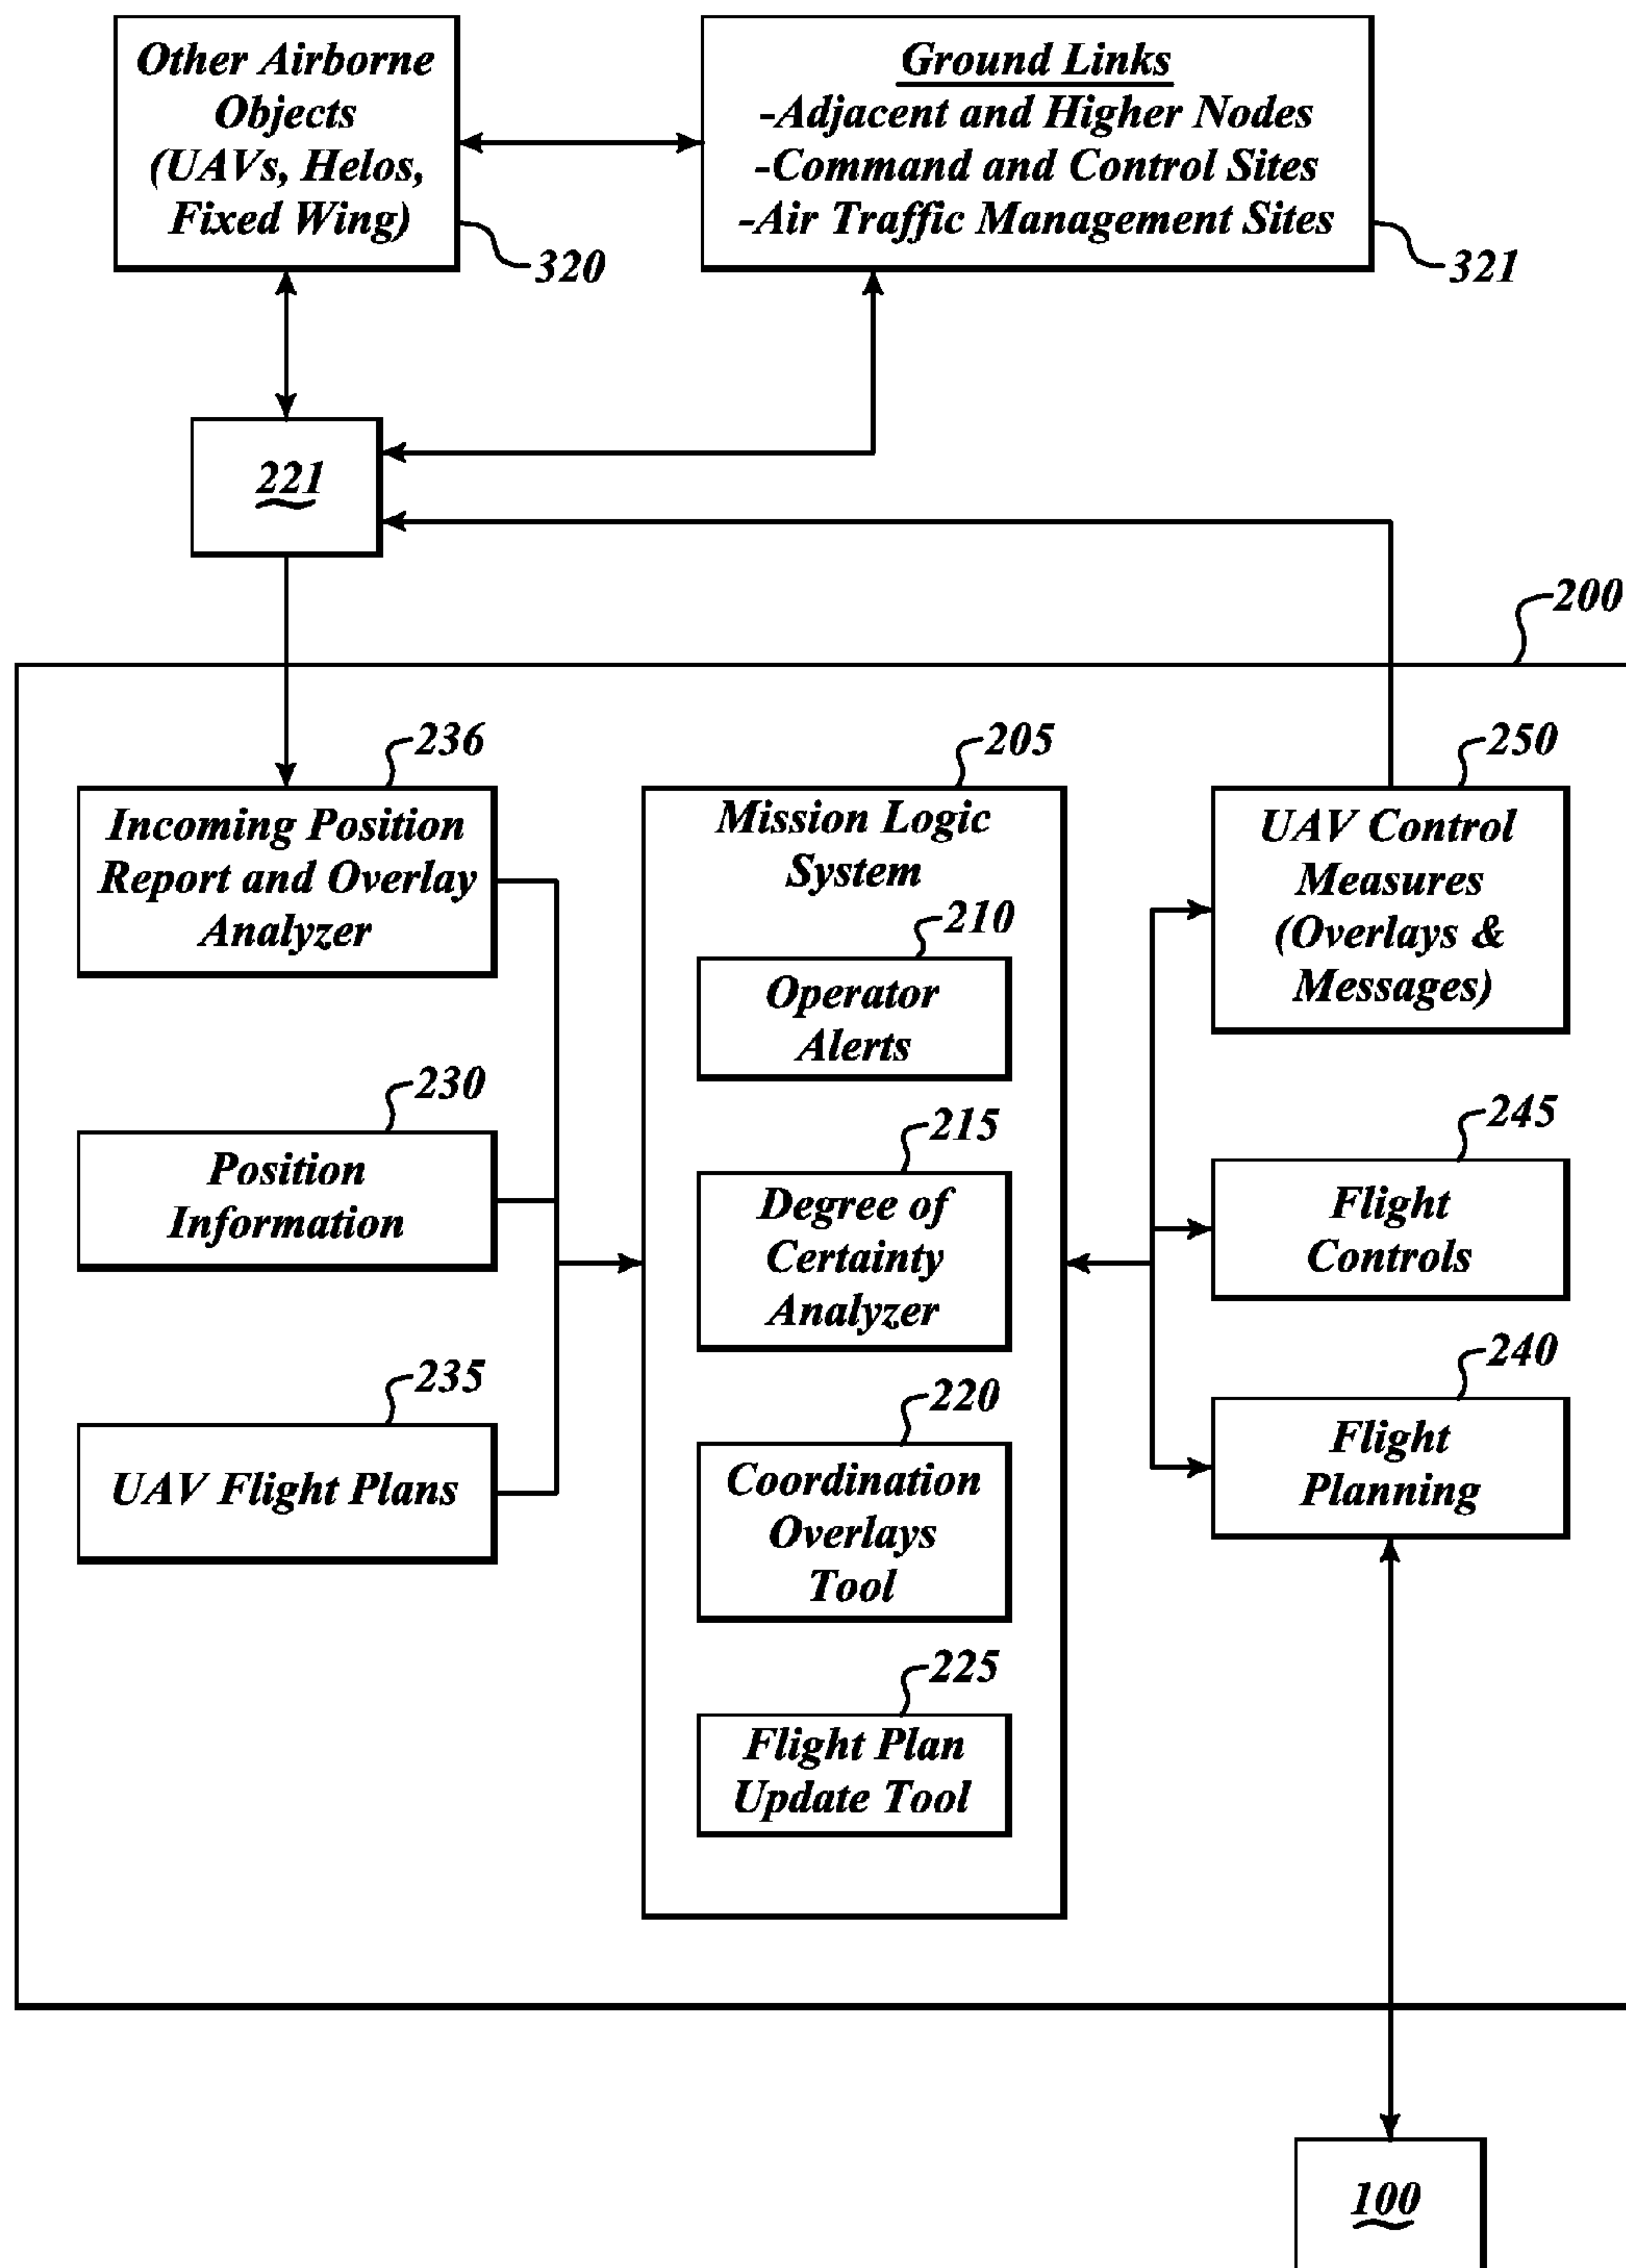 Other Airborne
Objects
(UAVs, Helos,
Fixed Wing)
320
Ground Links
-Adjacent and Higher Nodes
-Command and Control Sites
-Air Traffic Management Sites
321
221
200
236
Incoming Position
Report and Overlay
Analyzer
230
Position
Information
235
UAV Flight Plans
205
Mission Logic
System
210
Operator
Alerts
215
Degree of
Certainty
Analyzer
220
Coordination
Overlays
Tool
225
Flight Plan
Update Tool
250
UAV Control
Measures
(Overlays &
Messages)
245
Flight
Controls
240
Flight
Planning
100